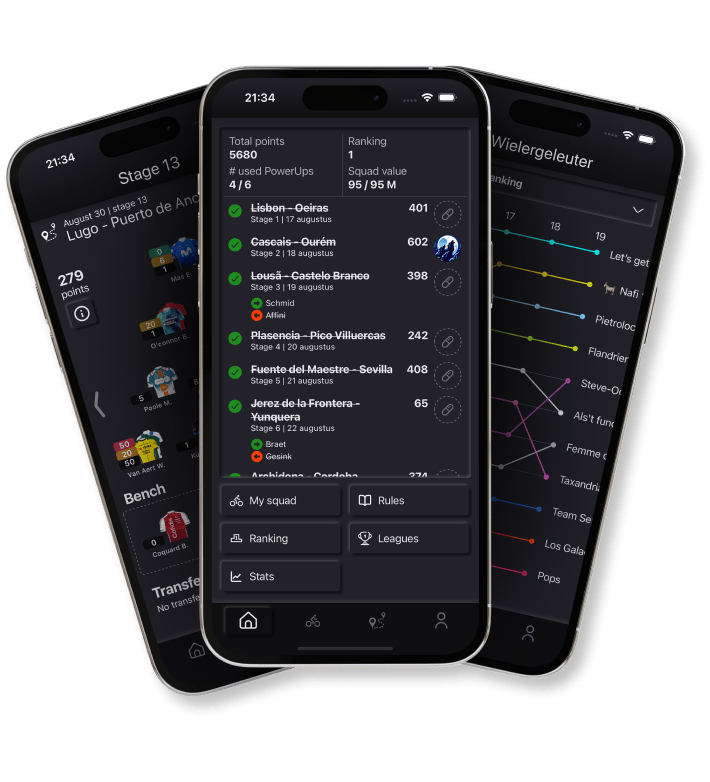 21:34
Stage 13
August 30 | stage 13
Lugo - Puerto de Anc
279
points
0
6
1
Mas E.
20
1
O'connor B.
5
Poole M.
50
20
50
1
Van Aert W.
Bench
0
Coquard B.
Transfe
No transfe
21:34
Total points
5680
Ranking
1
# used PowerUps
4 / 6
Squad value
95 / 95 M
Lisbon - Oeiras 401
Stage 1 | 17 augustus
Cascais - Ourém 602
Stage 2 | 18 augustus
Lousã - Castelo Branco 398
Stage 3 | 19 augustus
Schmid
Affini
Plasencia - Pico Villuercas 242
Stage 4 | 20 augustus
Fuente del Maestre - Sevilla 408
Stage 5 | 21 augustus
Jerez de la Frontera - 65
Yunquera
Stage 6 | 22 augustus
Braet
Gesink
Archidona - Cordoba 374
My squad
Rules
Ranking
Leagues
Stats
Wielergeleuter
anking
17 18 19
Let's get
Nafi
Pietroloc
Flandrier
Steve-O
Als't func
Femme
Taxandri
Team Se
Los Gala
Pops